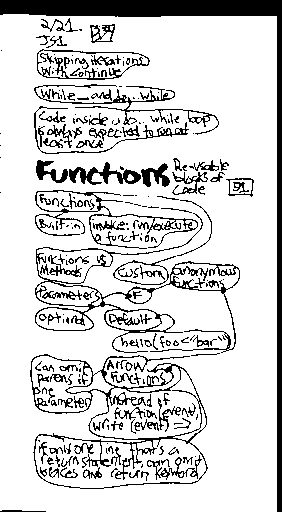 2/21.
JS1
Skipping iterations
with continue
While and do..while
Code inside a do.. while loop
is always expected to run at
least once
Functions
Re-usable
blocks of
code
Functions
Built-in
invoke: run/execute
a function
Functions vs
Methods
Custom
anonymous
functions
Parameters
F
optional
Default
hello(foo="bar")
can omit
parens if
one
parameter
Arrow
Functions
instead of
function(event),
write (event) =>
if only one line that's a
return statement, can omit
braces and return keyword